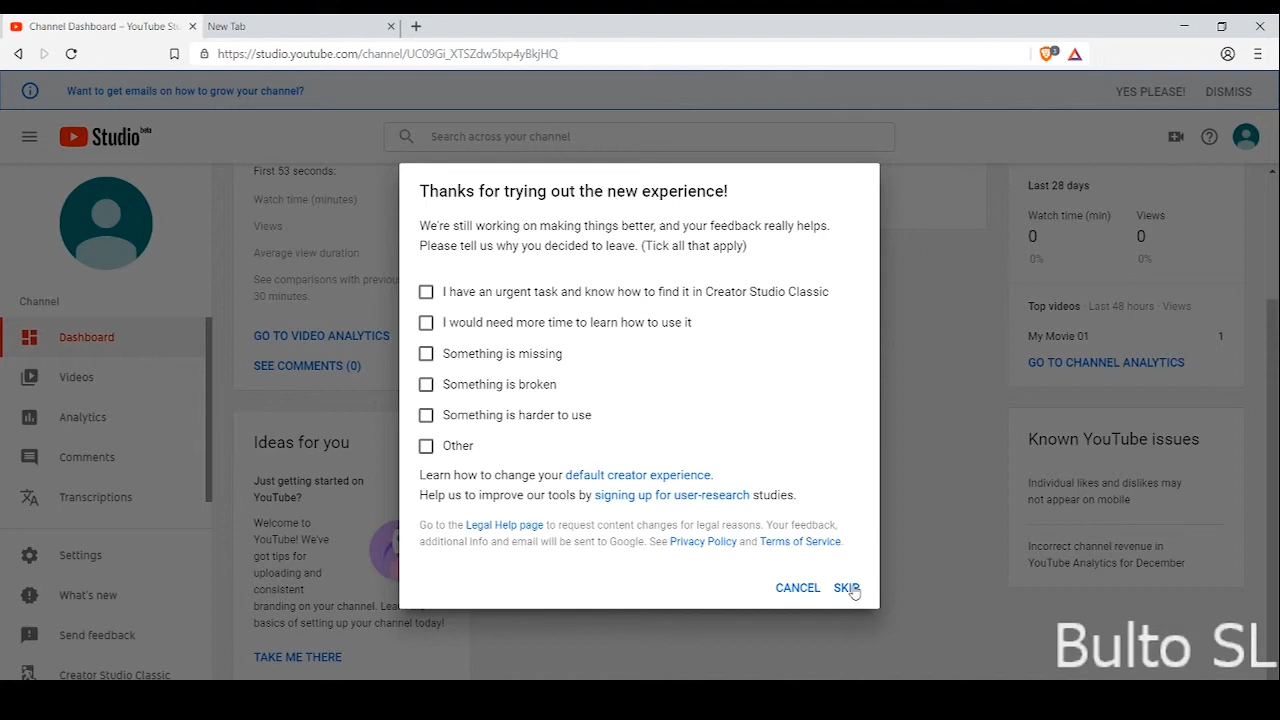 Channel Dashboard – YouTube Stu
New Tab
https://studio.youtube.com/channel/UC09Gi_XTSZdw5Ixp4yBkjHQ
3
Want to get emails on how to grow your channel?
YES PLEASE!
DISMISS
Studio beta
Search across your channel
First 53 seconds:
Watch time (minutes)
Views
Average view duration
See comparisons with previous
30 minutes.
GO TO VIDEO ANALYTICS
SEE COMMENTS (0)
Channel
Dashboard
Videos
Analytics
Comments
Transcriptions
Settings
What's new
Send feedback
Creator Studio Classic
Ideas for you
Just getting started on
YouTube?
Welcome to
YouTube! We've
got tips for
uploading and
consistent
branding on your channel.
basics of setting up your channel today!
TAKE ME THERE
Thanks for trying out the new experience!
We're still working on making things better, and your feedback really helps.
Please tell us why you decided to leave. (Tick all that apply)
I have an urgent task and know how to find it in Creator Studio Classic
I would need more time to learn how to use it
Something is missing
Something is broken
Something is harder to use
Other
Learn how to change your default creator experience.
Help us to improve our tools by signing up for user-research studies.
Go to the Legal Help page to request content changes for legal reasons. Your feedback,
additional info and email will be sent to Google. See Privacy Policy and Terms of Service.
CANCEL
SKIP
Last 28 days
Watch time (min)
Views
0
0
0%
0%
Top videos · Last 48 hours · Views
My Movie 01
1
GO TO CHANNEL ANALYTICS
Known YouTube issues
Individual likes and dislikes may
not appear on mobile
Incorrect channel revenue in
YouTube Analytics for December
Bulto SL